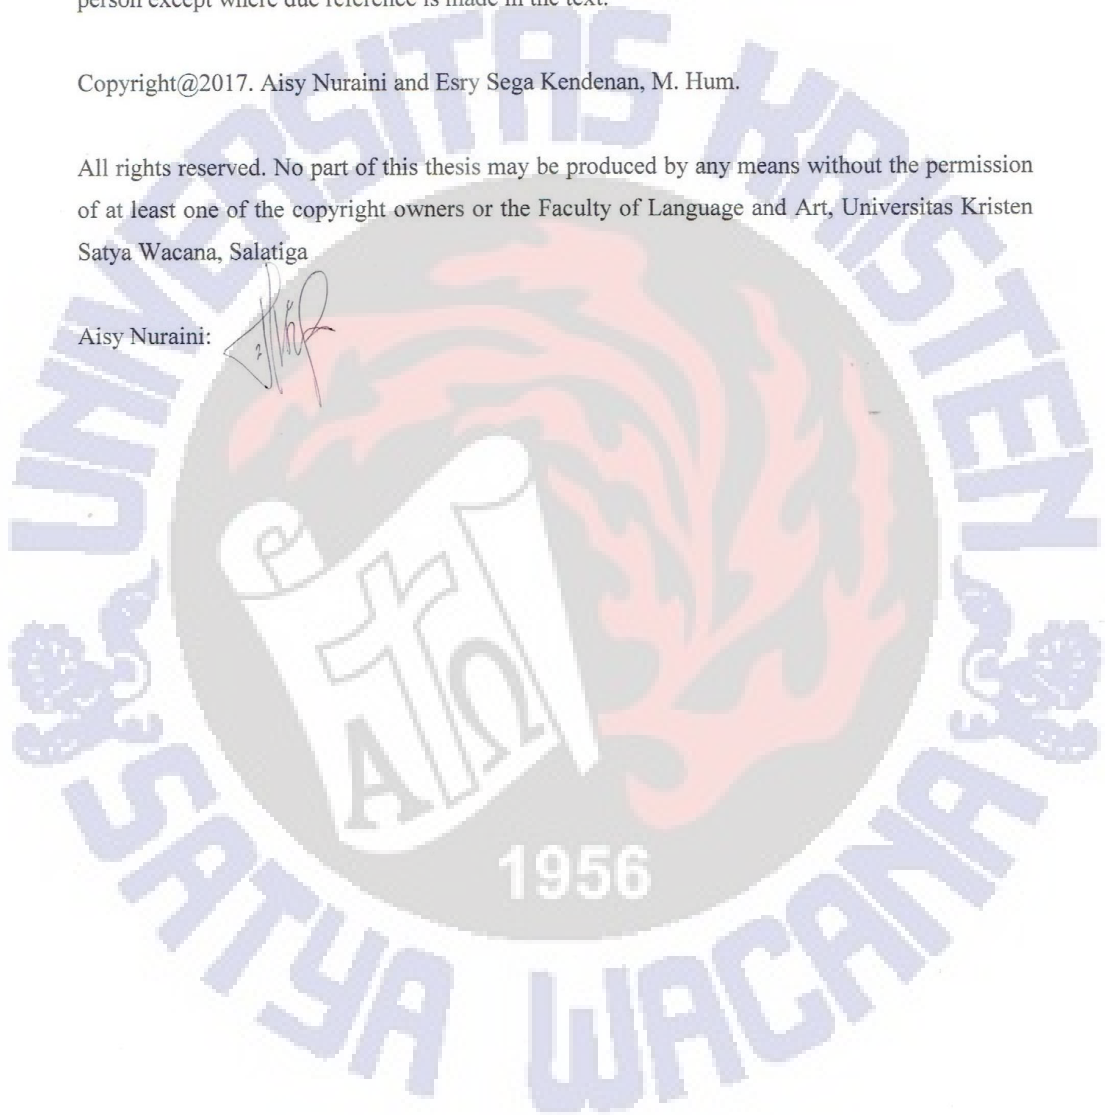 person except where due reference is made in the text.
Copyright@2017. Aisy Nuraini and Esry Sega Kendenan, M. Hum.
All rights reserved. No part of this thesis may be produced by any means without the permission
of at least one of the copyright owners or the Faculty of Language and Art, Universitas Kristen
Satya Wacana, Salatiga
Aisy Nuraini:
UNIVERSITAS KRISTEN
SATYA WACANA
Α Ω
1956